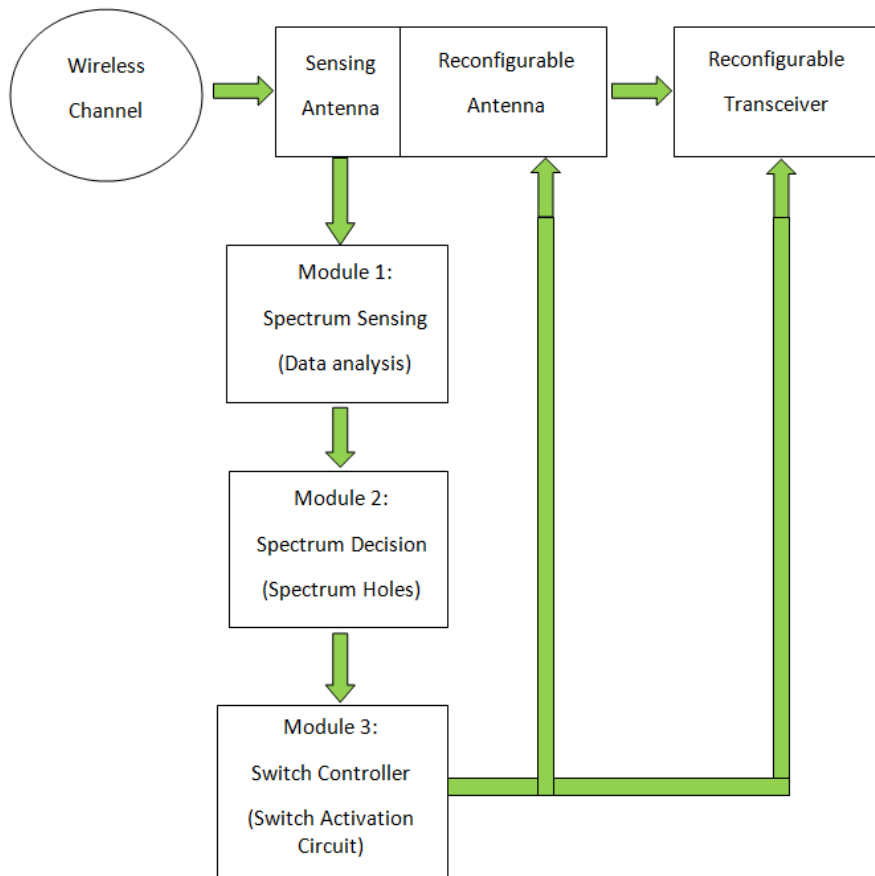 Wireless
Channel
Sensing
Antenna
Reconfigurable
Antenna
Reconfigurable
Transceiver
Module 1:
Spectrum Sensing
(Data analysis)
Module 2:
Spectrum Decision
(Spectrum Holes)
Module 3:
Switch Controller
(Switch Activation
Circuit)